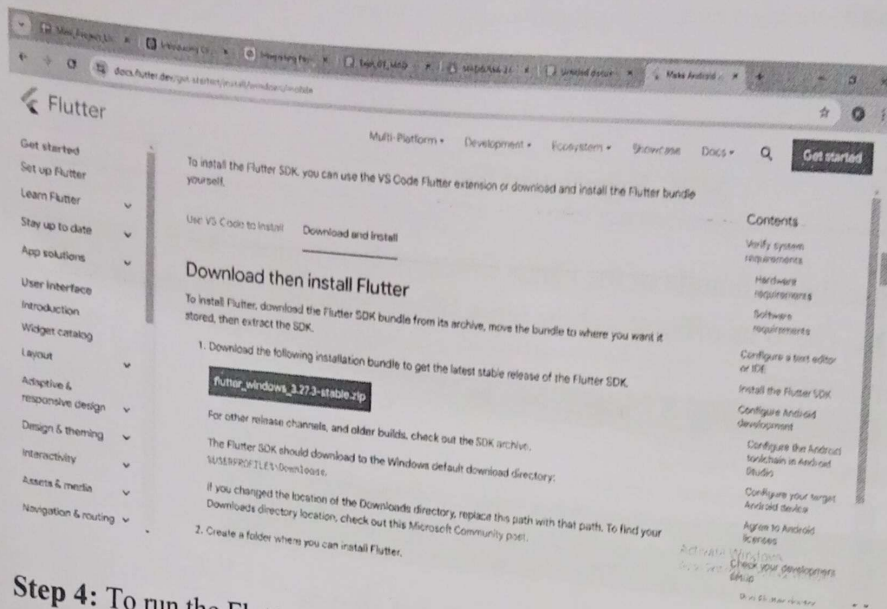 docs.flutter.dev/get-started/install/windows/mobile
Flutter
Multi-Platform
Development
Ecosystem
Showcase
Docs
Get started
Get started
Set up Flutter
Learn Flutter
Stay up to date
App solutions
User Interface
Introduction
Widget catalog
Layout
Adaptive &
responsive design
Design & theming
Interactivity
Assets & media
Navigation & routing
To install the Flutter SDK, you can use the VS Code Flutter extension or download and install the Flutter bundle
yourself.
Use VS Code to install
Download and install
Download then install Flutter
To install Flutter, download the Flutter SDK bundle from its archive, move the bundle to where you want it
stored, then extract the SDK.
1. Download the following installation bundle to get the latest stable release of the Flutter SDK.
flutter_windows_3.27.3-stable.zip
For other release channels, and older builds, check out the SDK archive.
The Flutter SDK should download to the Windows default download directory:
If you changed the location of the Downloads directory, replace this path with that path. To find your
Downloads directory location, check out this Microsoft Community post.
2. Create a folder where you can install Flutter.
Contents
Verify system
requirements
Hardware
requirements
Software
requirements
Configure a text editor
or IDE
Install the Flutter SDK
Configure Android
development
Configure the Android
toolchain in Android
Studio
Configure your target
Android device
Agree to Android
licenses
Check your development
setup
Activate Windows
Step 4: To run the